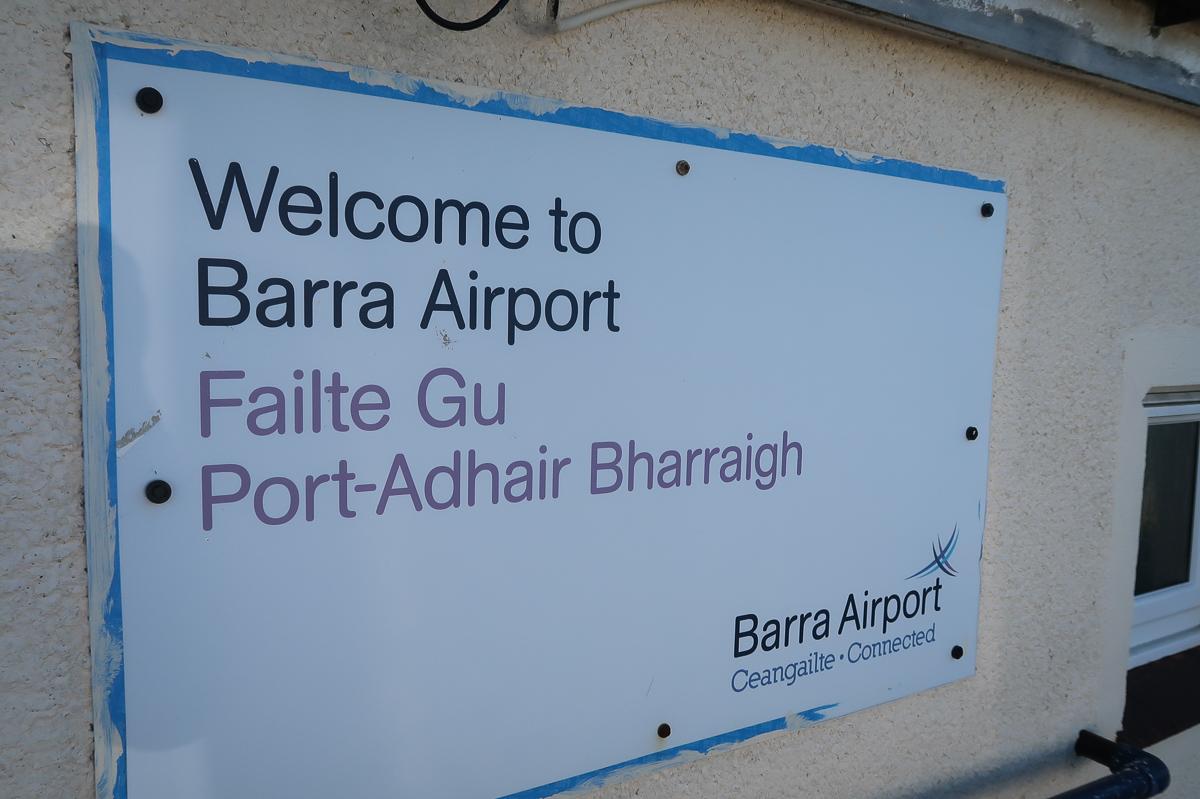 Welcome to
Barra Airport
Failte Gu
Port-Adhair Bharraigh
Barra Airport
Ceangailte • Connected